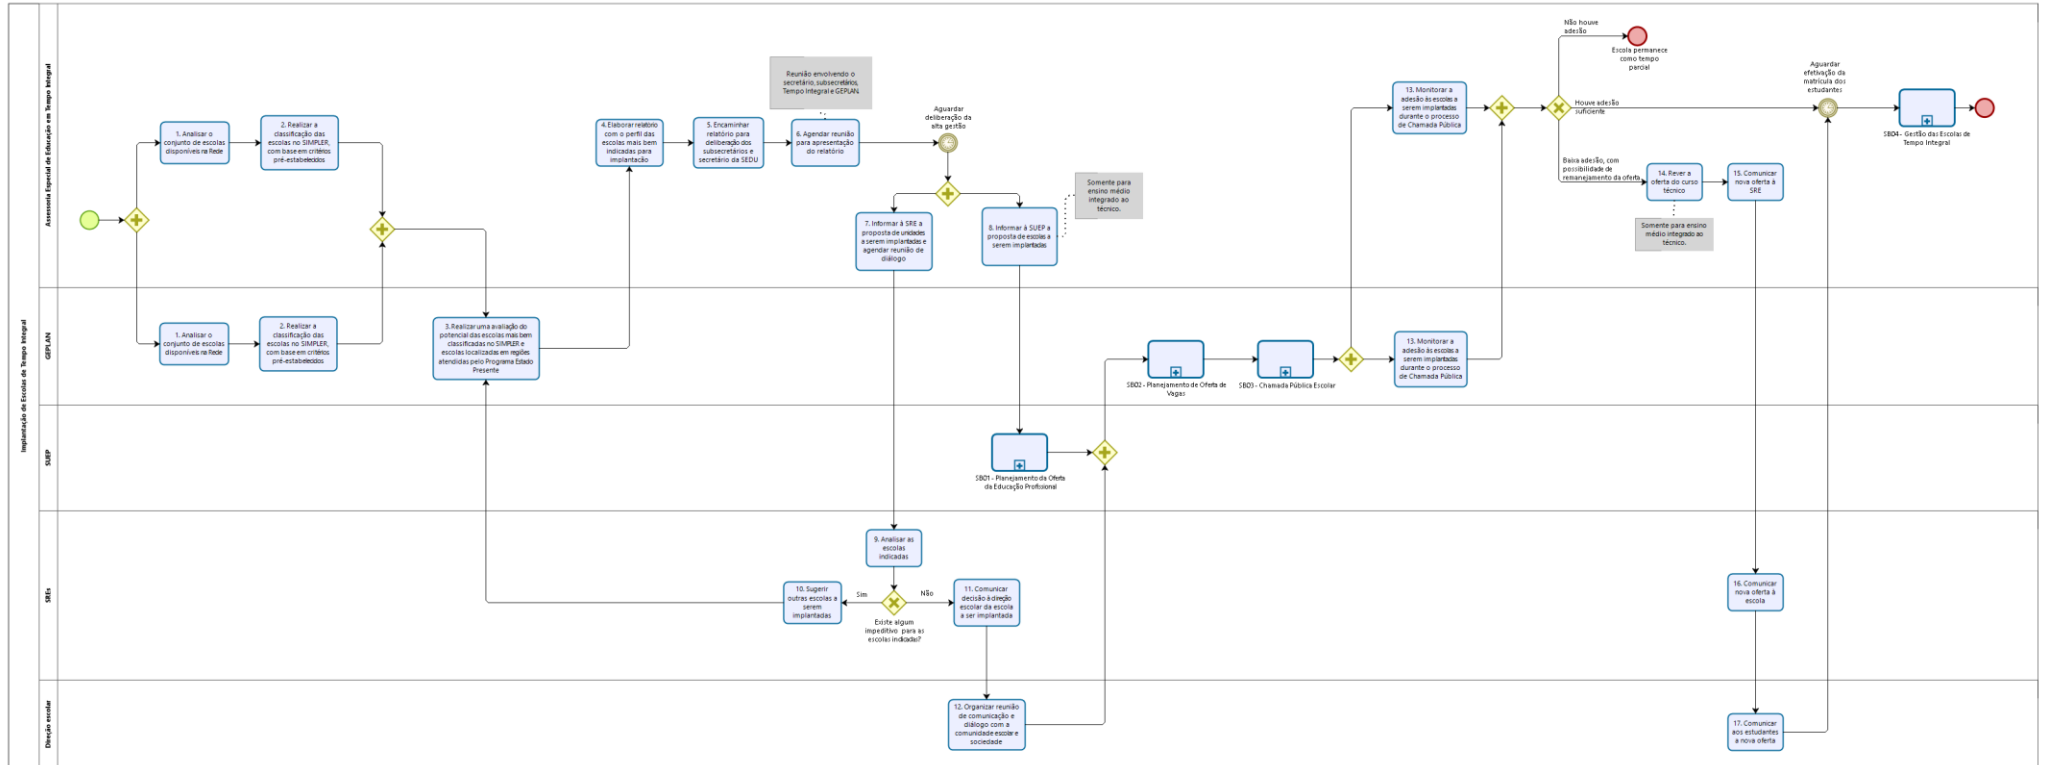 Implantação de Escolas de Tempo Integral
Assessoria Especial de Educação em Tempo Integral
1. Analisar o
conjunto de escolas
disponíveis na Rede
2. Realizar a
classificação das
escolas no SIMPLER,
com base em critérios
pré-estabelecidos
4. Elaborar relatório
com o perfil das
escolas mais bem
indicadas para
implantação
5. Encaminhar
relatório para
deliberação dos
subsecretários e
secretário da SEDU
Reunião envolvendo o
secretário, subsecretários,
Tempo Integral e GEPLAN.
6. Agendar reunião
para apresentação
do relatório
Aguardar
deliberação da
alta gestão
7. Informar à SRE a
proposta de unidades
a serem implantadas e
agendar reunião de
diálogo
8. Informar à SUEP a
proposta de escolas a
serem implantadas
Somente para
ensino médio
integrado ao
técnico.
13. Monitorar a
adesão às escolas a
serem implantadas
durante o processo
de Chamada Pública
Não houve
adesão
Escola permanece
como tempo
parcial
Houve adesão
suficiente
Baixa adesão, com
possibilidade de
remanejamento da oferta
14. Rever a
oferta do curso
técnico
Somente para ensino
médio integrado ao
técnico.
15. Comunicar
nova oferta à
SRE
Aguardar
efetivação da
matrícula dos
estudantes
SB04 - Gestão das Escolas de
Tempo Integral
GEPLAN
1. Analisar o
conjunto de escolas
disponíveis na Rede
2. Realizar a
classificação das
escolas no SIMPLER,
com base em critérios
pré-estabelecidos
3.Realizar uma avaliação do
potencial das escolas mais bem
classificadas no SIMPLER e
escolas localizadas em regiões
atendidas pelo Programa Estado
Presente
SB02 - Planejamento de Oferta de
Vagas
SB03 - Chamada Pública Escolar
13. Monitorar a
adesão às escolas a
serem implantadas
durante o processo
de Chamada Pública
SUEP
SB01 - Planejamento da Oferta
da Educação Profissional
SREs
9. Analisar as
escolas
indicadas
10. Sugerir
outras escolas a
serem
implantadas
Sim
Não
Existe algum
impeditivo para as
escolas indicadas?
11. Comunicar
decisão à direção
escolar da escola
a ser implantada
16. Comunicar
nova oferta à
escola
Direção escolar
12. Organizar reunião
de comunicação e
diálogo com a
comunidade escolar e
sociedade
17. Comunicar
aos estudantes
a nova oferta